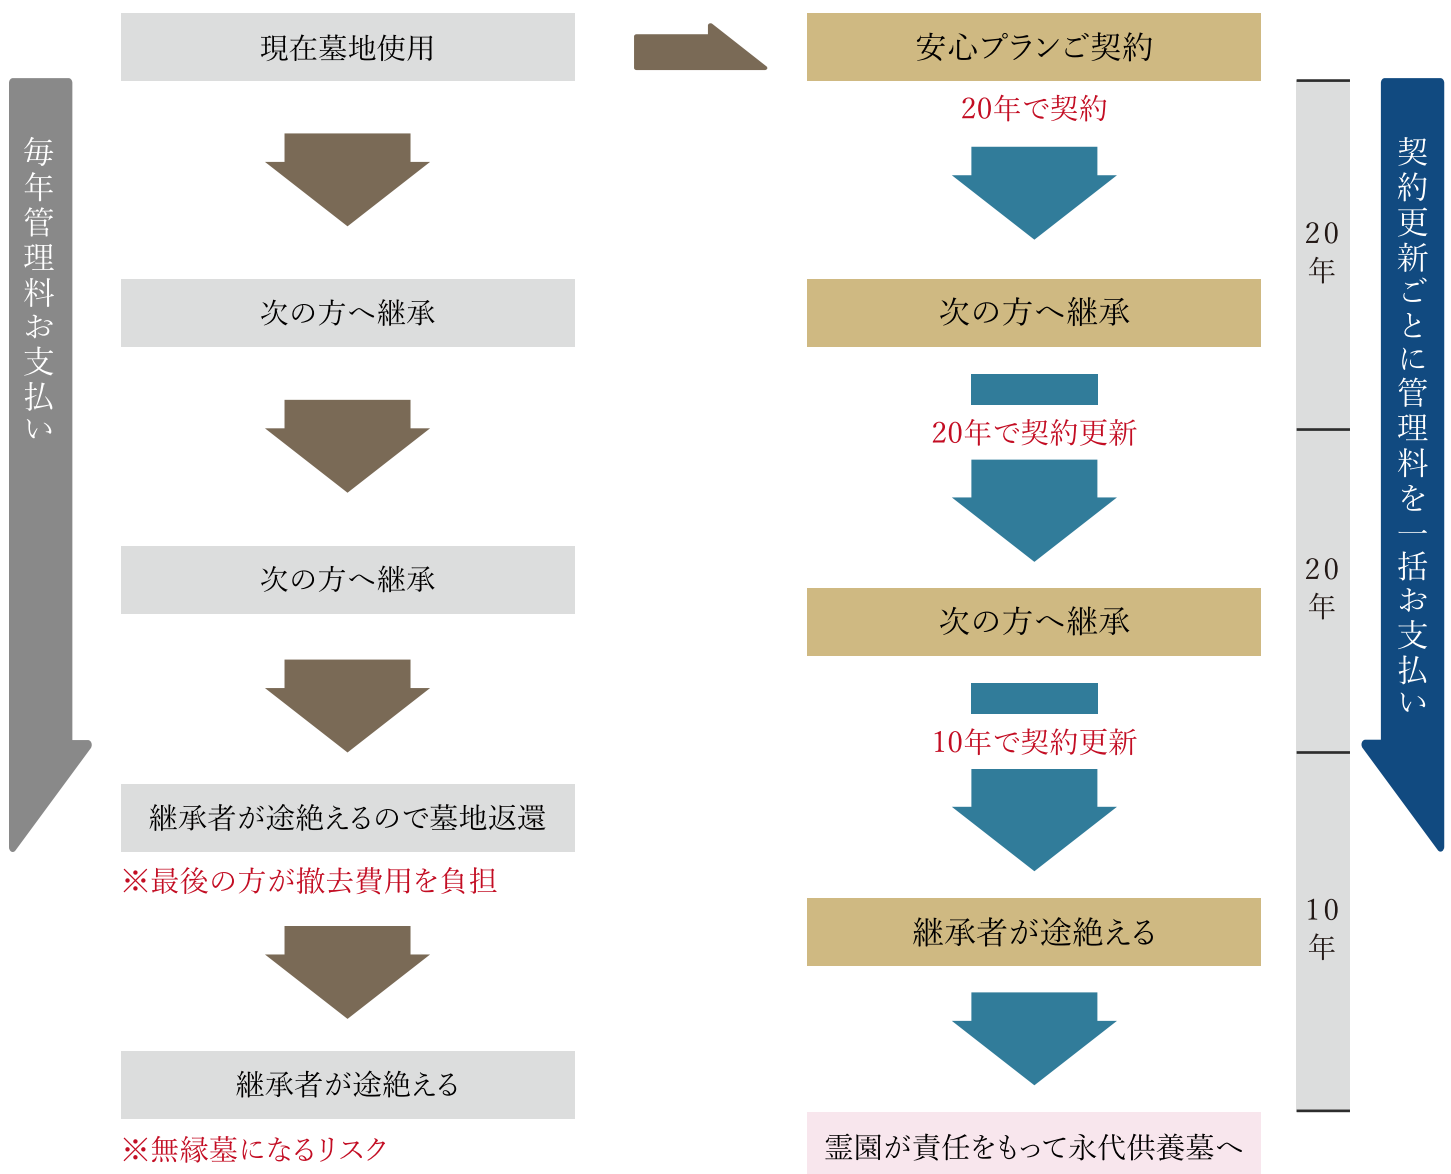 毎年管理料お支払い
現在墓地使用
次の方へ継承
次の方へ継承
継承者が途絶えるので墓地返還
※最後の方が撤去費用を負担
継承者が途絶える
※無縁墓になるリスク
安心プランご契約
20年で契約
次の方へ継承
20年で契約更新
次の方へ継承
10年で契約更新
継承者が途絶える
霊園が責任をもって永代供養墓へ
20年
20年
10年
契約更新ごとに管理料を一括お支払い